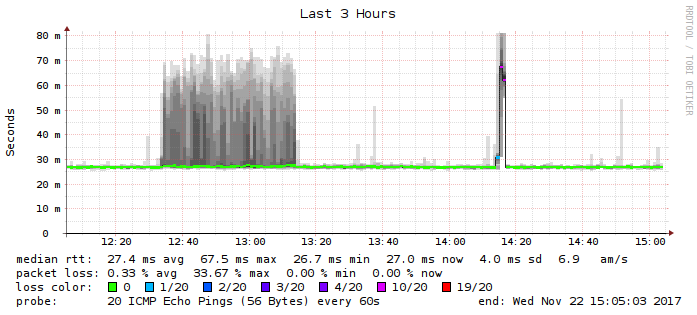 Last 3 Hours
RRDTOOL / TOBI OETIKER
Seconds
80 m
70 m
60 m
50 m
40 m
30 m
20 m
10 m
0
12:20 12:40 13:00 13:20 13:40 14:00 14:20 14:40 15:00
median rtt: 27.4 ms avg 67.5 ms max 26.7 ms min 27.0 ms now 4.0 ms sd 6.9 am/s
packet loss: 0.33 % avg 33.67 % max 0.00 % min 0.00 % now
loss color: 0 1/20 2/20 3/20 4/20 10/20 19/20
probe: 20 ICMP Echo Pings (56 Bytes) every 60s end: Wed Nov 22 15:05:03 2017